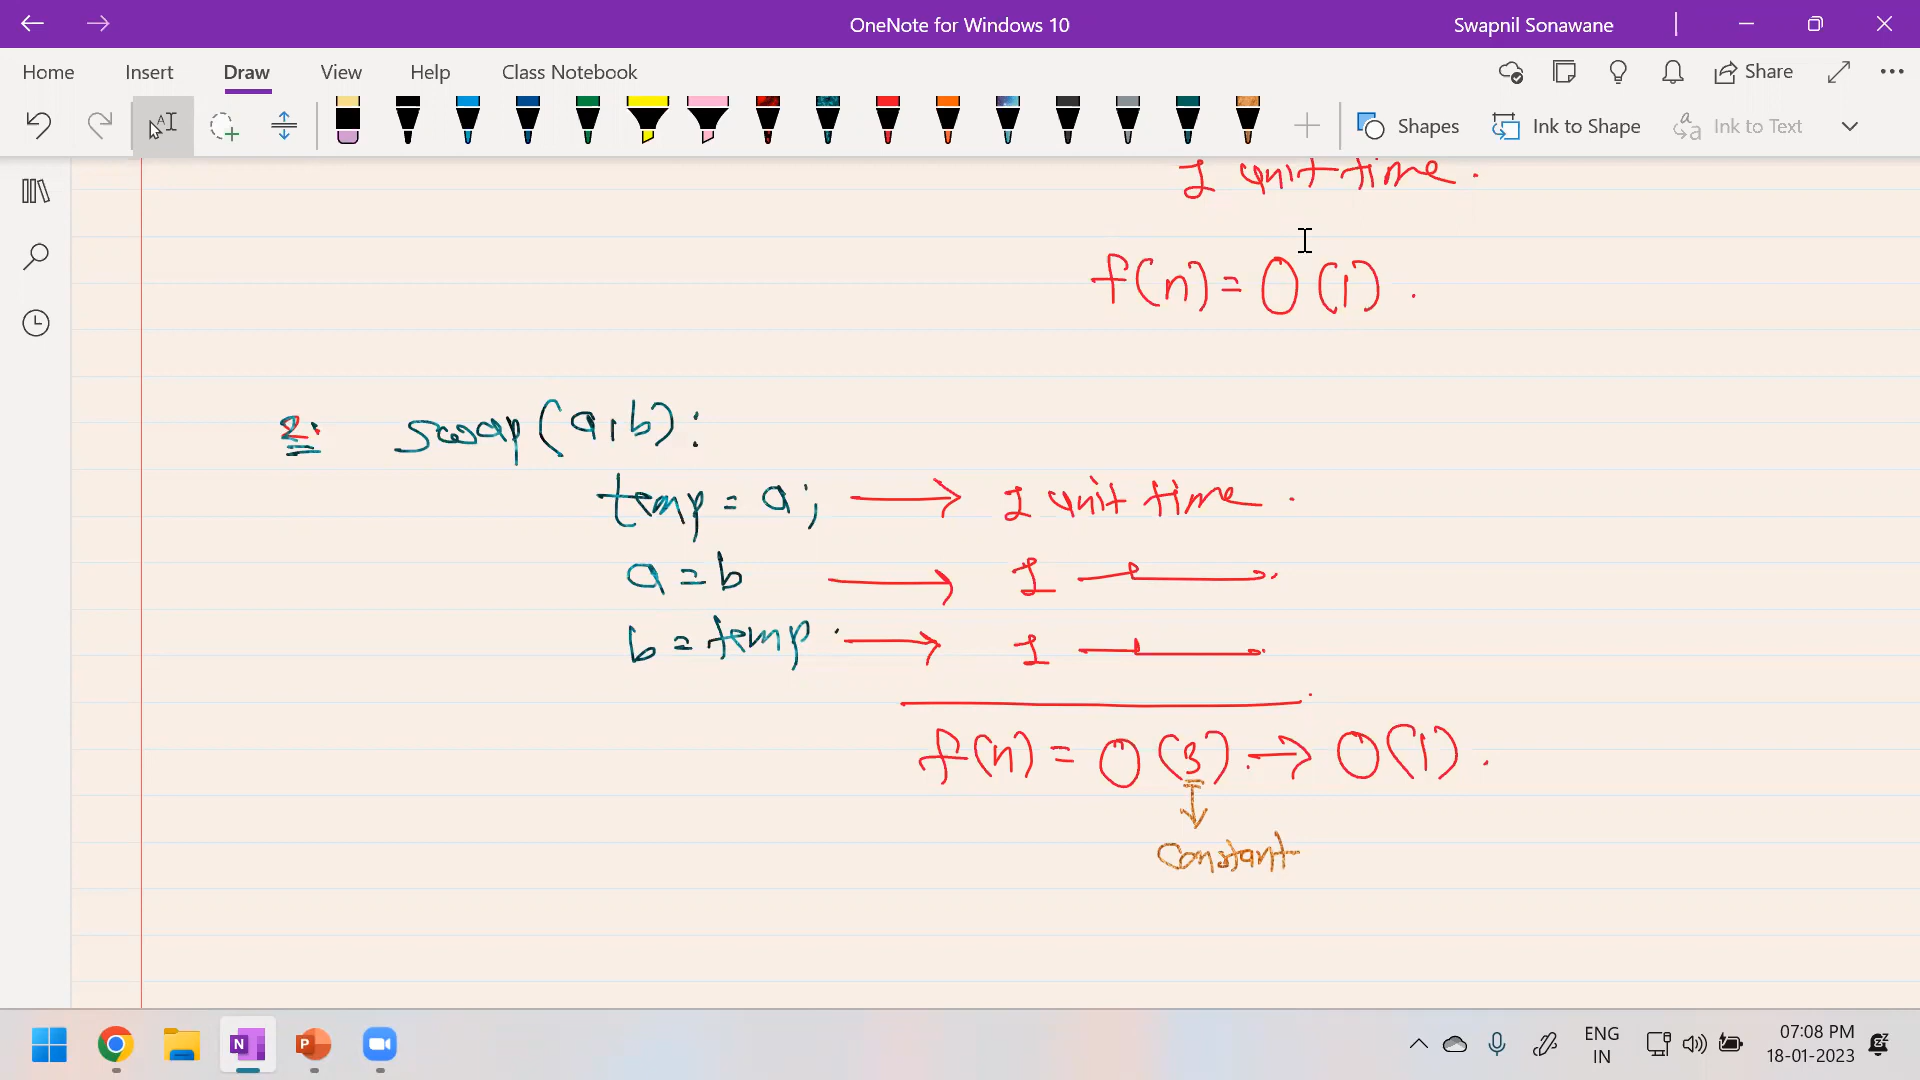 OneNote for Windows 10
Swapnil Sonawane
Home Insert Draw View Help Class Notebook
Share
Shapes Ink to Shape Ink to Text
1 unit time.
f(n) = O(1).
2. swap(a,b):
temp = a; → 1 unit time.
a = b → 1
b = temp. → 1
f(n) = O(3). → O(1).
Constant
ENG
IN
07:08 PM
18-01-2023